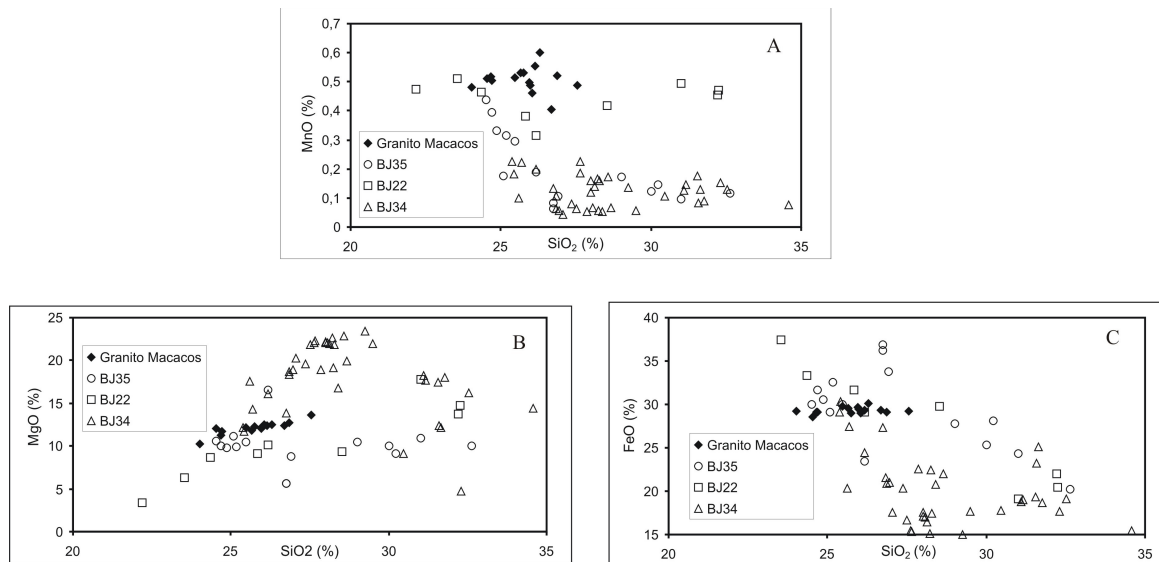 A
0,7
0,6
0,5
0,4
0,3
0,2
0,1
0
MnO (%)
Granito Macacos
BJ35
BJ22
BJ34
20
25
30
35
SiO2 (%)
B
25
20
15
10
5
0
MgO (%)
Granito Macacos
BJ35
BJ22
BJ34
20
25
30
35
SiO2 (%)
C
40
35
30
25
20
15
FeO (%)
Granito Macacos
BJ35
BJ22
BJ34
20
25
30
35
SiO2 (%)